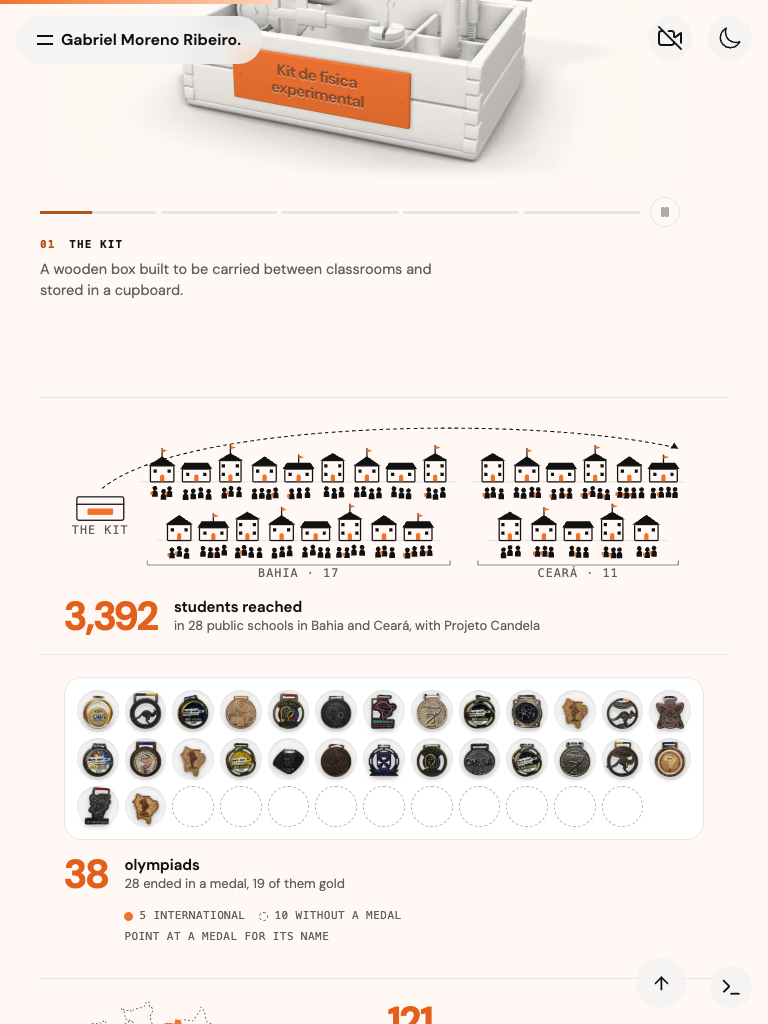 Gabriel Moreno Ribeiro.
Kit de física
experimental
01 THE KIT
A wooden box built to be carried between classrooms and
stored in a cupboard.
THE KIT
BAHIA · 17
CEARÁ · 11
3,392
students reached
in 28 public schools in Bahia and Ceará, with Projeto Candela
38
olympiads
28 ended in a medal, 19 of them gold
5 INTERNATIONAL
10 WITHOUT A MEDAL
POINT AT A MEDAL FOR ITS NAME
121